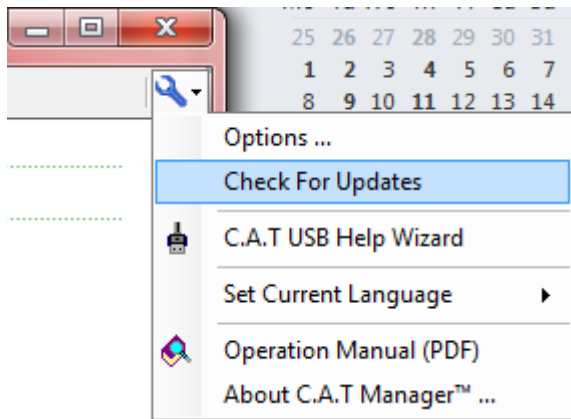 25 26 27 28 29 30 31
1 2 3 4 5 6 7
8 9 10 11 12 13 14
Options ...
Check For Updates
C.A.T USB Help Wizard
Set Current Language
Operation Manual (PDF)
About C.A.T Manager™ ...